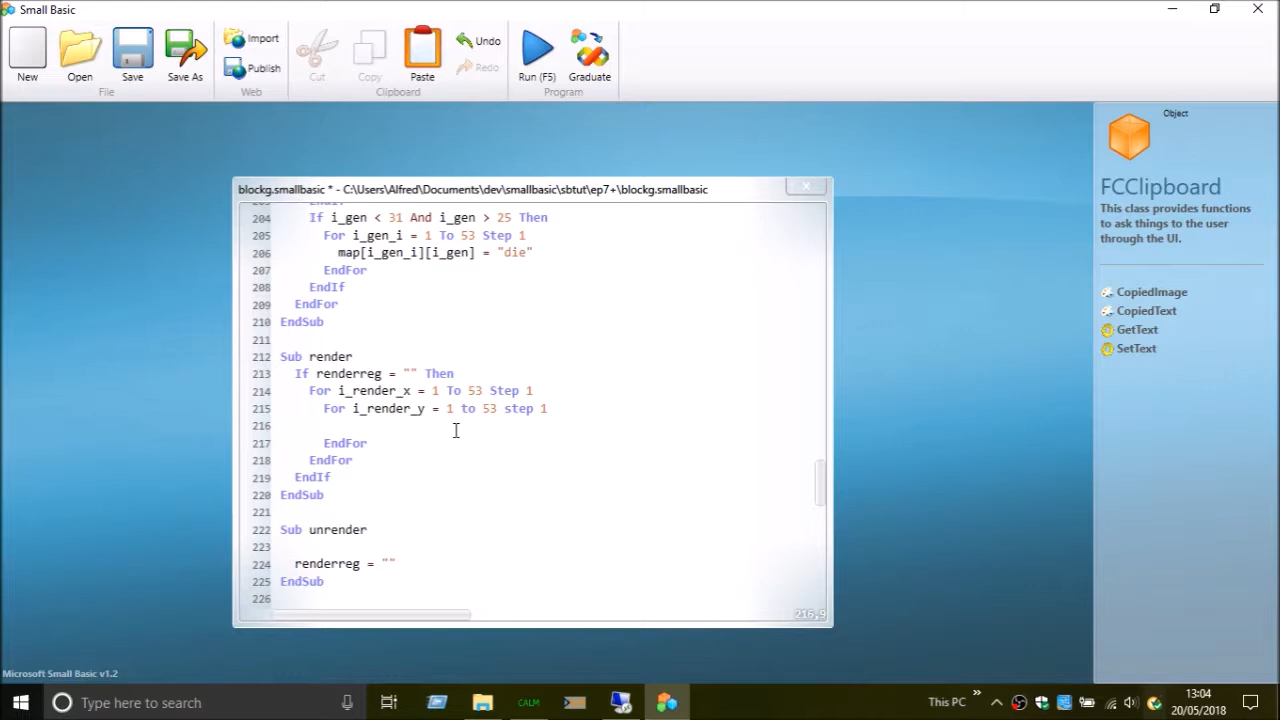 Small Basic
New
Open
Save
Save As
Import
Publish
Cut
Copy
Paste
Undo
Redo
Run (F5)
Graduate
File
Web
Clipboard
Program
blockg.smallbasic * - C:\Users\Alfred\Documents\dev\smallbasic\sbtut\ep7+\blockg.smallbasic
203 EndIf
204 If i_gen < 31 And i_gen > 25 Then
205 For i_gen_i = 1 To 53 Step 1
206 map[i_gen_i][i_gen] = "die"
207 EndFor
208 EndIf
209 EndFor
210 EndSub
211
212 Sub render
213 If renderreg = "" Then
214 For i_render_x = 1 To 53 Step 1
215 For i_render_y = 1 to 53 step 1
216
217 EndFor
218 EndFor
219 EndIf
220 EndSub
221
222 Sub unrender
223
224 renderreg = ""
225 EndSub
226
216,9
Object
FCClipboard
This class provides functions
to ask things to the user
through the UI.
CopiedImage
CopiedText
GetText
SetText
Microsoft Small Basic v1.2
Type here to search
CALM
This PC
»
13:04
20/05/2018